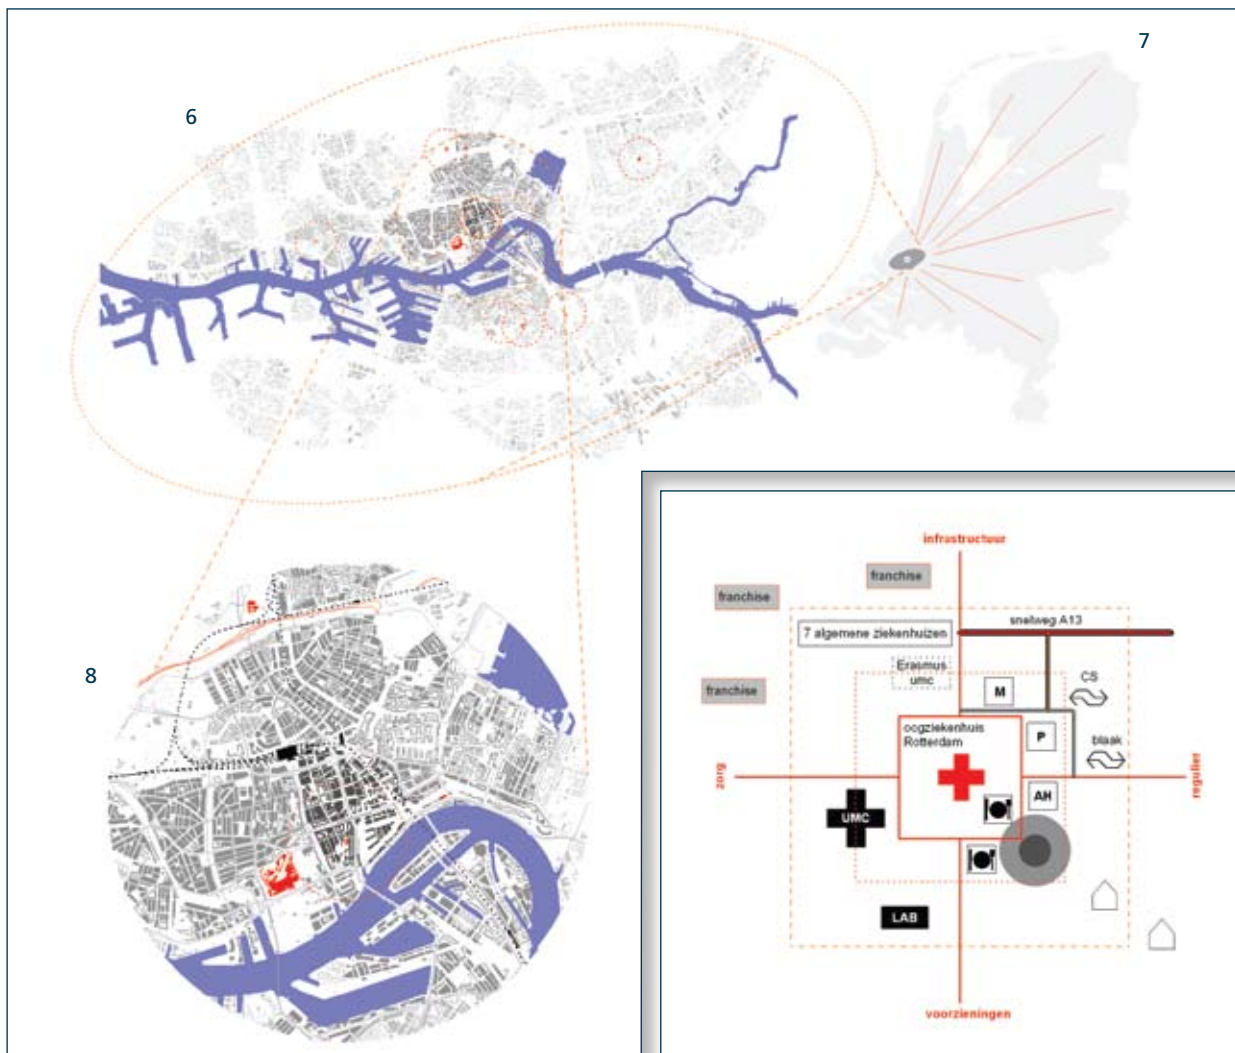 7
6
8
infrastructuur
franchise
franchise
snelweg A13
7 algemene ziekenhuizen
Erasmus
umc
M
CS
franchise
oogziekenhuis
Rotterdam
P
blaak
zorg
regulier
AH
UMC
LAB
voorzieningen